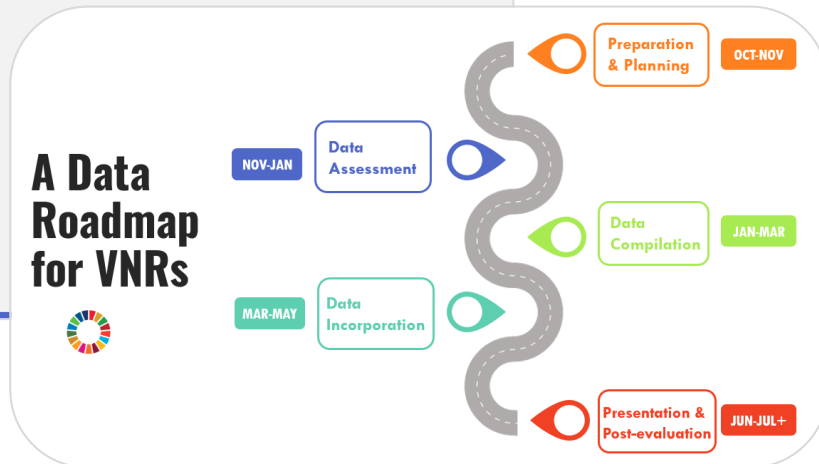 A Data
Roadmap
for VNRs
Preparation
& Planning
OCT-NOV
NOV-JAN
Data
Assessment
Data
Compilation
JAN-MAR
MAR-MAY
Data
Incorporation
Presentation &
Post-evaluation
JUN-JUL+